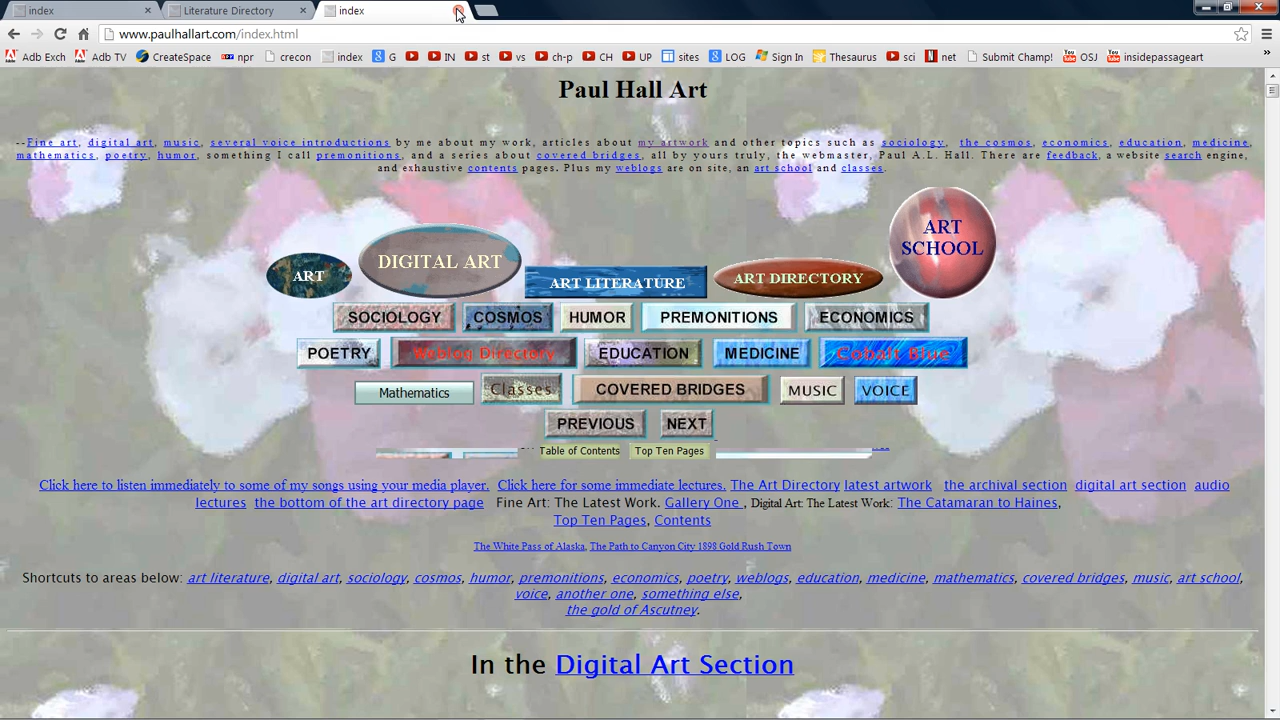 index
Literature Directory
index
www.paulhallart.com/index.html
Adb Exch Adb TV CreateSpace npr crecon index G IN st vs ch-p CH UP sites LOG Sign In Thesaurus sci net Submit Champ! OSJ insidepassageart
Paul Hall Art
--Fine art, digital art, music, several voice introductions by me about my work, articles about my artwork and other topics such as sociology, the cosmos, economics, education, medicine,
mathematics, poetry, humor, something I call premonitions, and a series about covered bridges, all by yours truly, the webmaster, Paul A.L. Hall. There are feedback, a website search engine,
and exhaustive contents pages. Plus my weblogs are on site, an art school and classes.
ART DIGITAL ART ART LITERATURE ART DIRECTORY ART SCHOOL
SOCIOLOGY COSMOS HUMOR PREMONITIONS ECONOMICS
POETRY Weblog Directory EDUCATION MEDICINE Cobalt Blue
Mathematics Classes COVERED BRIDGES MUSIC VOICE
PREVIOUS NEXT
Table of Contents Top Ten Pages
Click here to listen immediately to some of my songs using your media player. Click here for some immediate lectures. The Art Directory latest artwork the archival section digital art section audio
lectures the bottom of the art directory page Fine Art: The Latest Work. Gallery One , Digital Art: The Latest Work: The Catamaran to Haines,
Top Ten Pages, Contents
The White Pass of Alaska, The Path to Canyon City 1898 Gold Rush Town
Shortcuts to areas below: art literature, digital art, sociology, cosmos, humor, premonitions, economics, poetry, weblogs, education, medicine, mathematics, covered bridges, music, art school,
voice, another one, something else,
the gold of Ascutney.
In the Digital Art Section